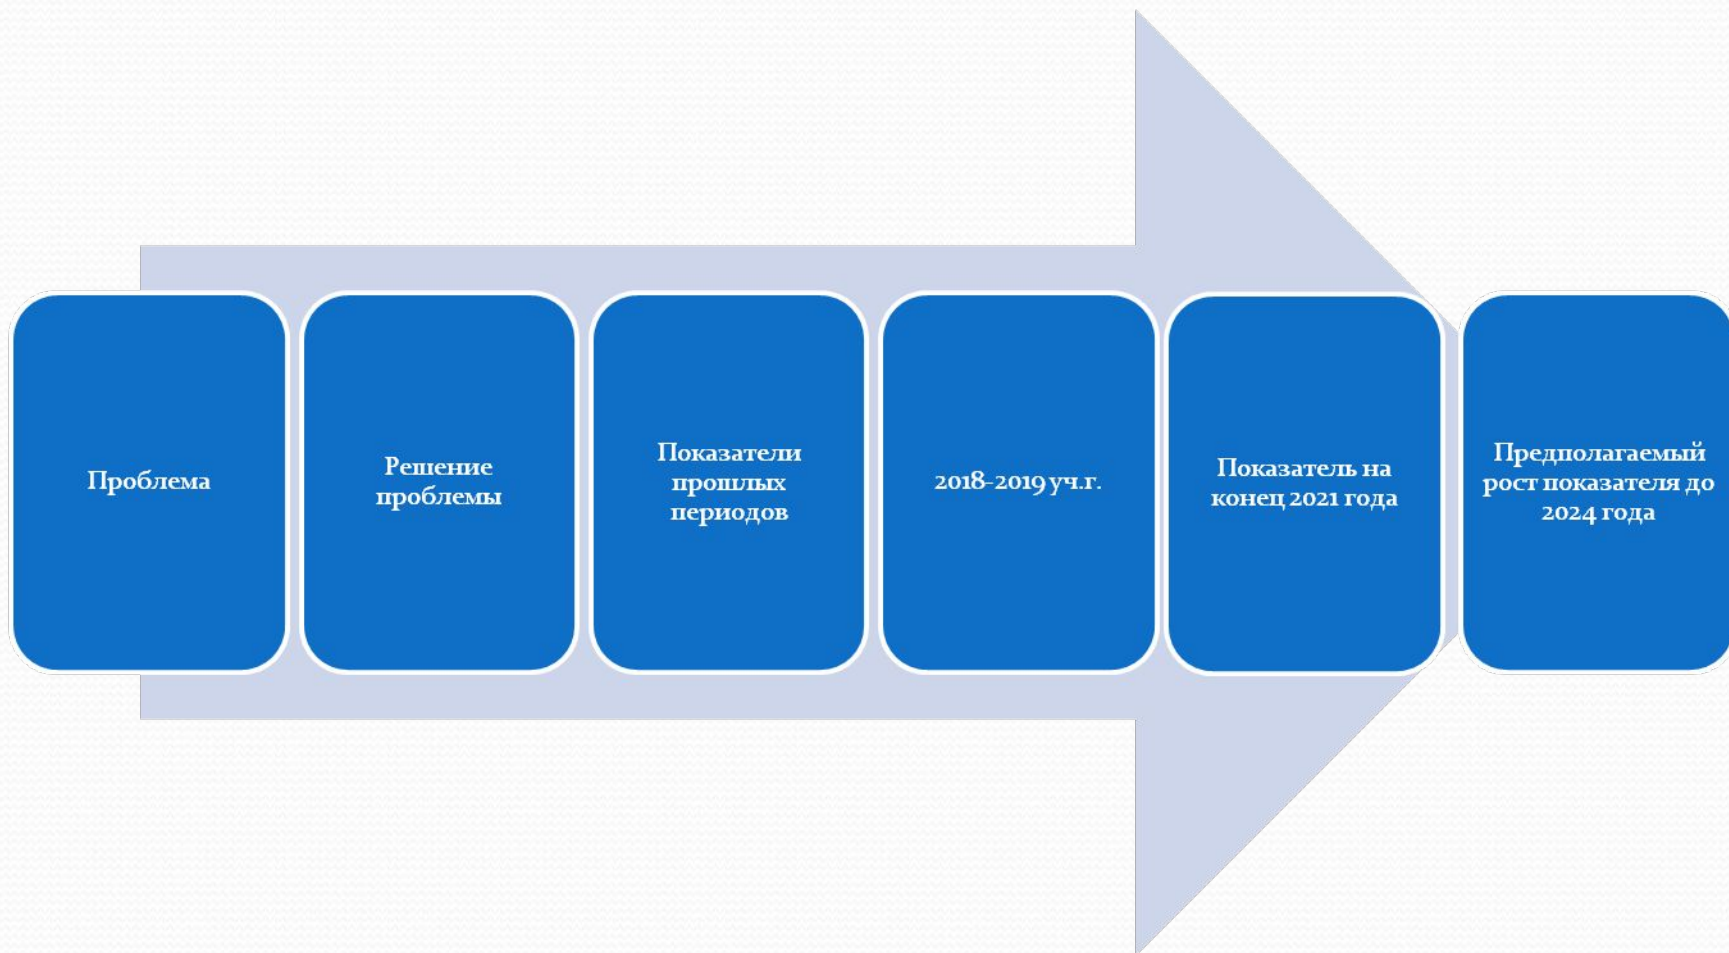 Проблема
Решение
проблемы
Показатели
прошлых
периодов
2018-2019 уч.г.
Показатель на
конец 2021 года
Предполагаемый
рост показателя до
2024 года